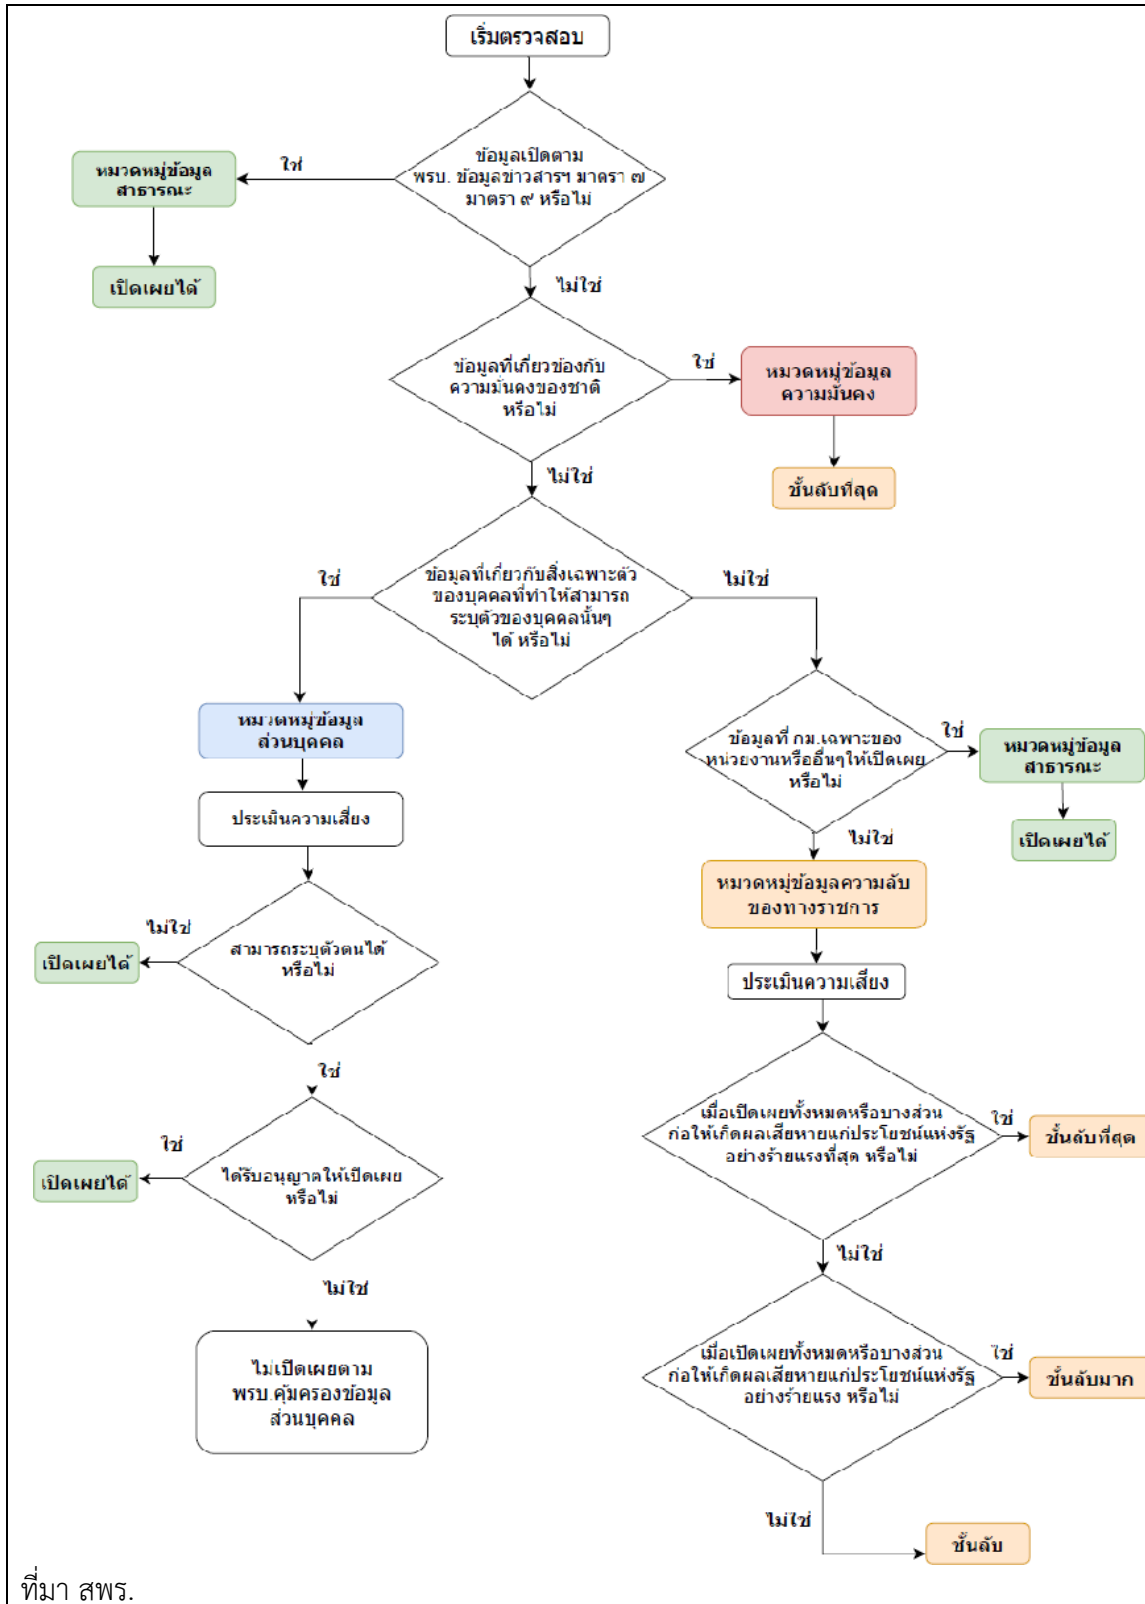 เริ่มตรวจสอบ
ข้อมูลเปิดตาม
พรบ. ข้อมูลข่าวสารฯ มาตรา ๗
มาตรา ๙ หรือไม่
ใช่
หมวดหมู่ข้อมูล
สาธารณะ
เปิดเผยได้
ไม่ใช่
ข้อมูลที่เกี่ยวข้องกับ
ความมั่นคงของชาติ
หรือไม่
ใช่
หมวดหมู่ข้อมูล
ความมั่นคง
ชั้นลับที่สุด
ไม่ใช่
ข้อมูลที่เกี่ยวกับสิ่งเฉพาะตัว
ของบุคคลที่ทำให้สามารถ
ระบุตัวของบุคคลนั้นๆ
ได้ หรือไม่
ใช่
หมวดหมู่ข้อมูล
ส่วนบุคคล
ประเมินความเสี่ยง
สามารถระบุตัวตนได้
หรือไม่
ไม่ใช่
เปิดเผยได้
ใช่
ได้รับอนุญาตให้เปิดเผย
หรือไม่
ใช่
เปิดเผยได้
ไม่ใช่
ไม่เปิดเผยตาม
พรบ.คุ้มครองข้อมูล
ส่วนบุคคล
ไม่ใช่
ข้อมูลที่ กม.เฉพาะของ
หน่วยงานหรืออื่นๆให้เปิดเผย
หรือไม่
ใช่
หมวดหมู่ข้อมูล
สาธารณะ
เปิดเผยได้
ไม่ใช่
หมวดหมู่ข้อมูลความลับ
ของทางราชการ
ประเมินความเสี่ยง
เมื่อเปิดเผยทั้งหมดหรือบางส่วน
ก่อให้เกิดผลเสียหายแก่ประโยชน์แห่งรัฐ
อย่างร้ายแรงที่สุด หรือไม่
ใช่
ชั้นลับที่สุด
ไม่ใช่
เมื่อเปิดเผยทั้งหมดหรือบางส่วน
ก่อให้เกิดผลเสียหายแก่ประโยชน์แห่งรัฐ
อย่างร้ายแรง หรือไม่
ใช่
ชั้นลับมาก
ไม่ใช่
ชั้นลับ
ที่มา สพร.